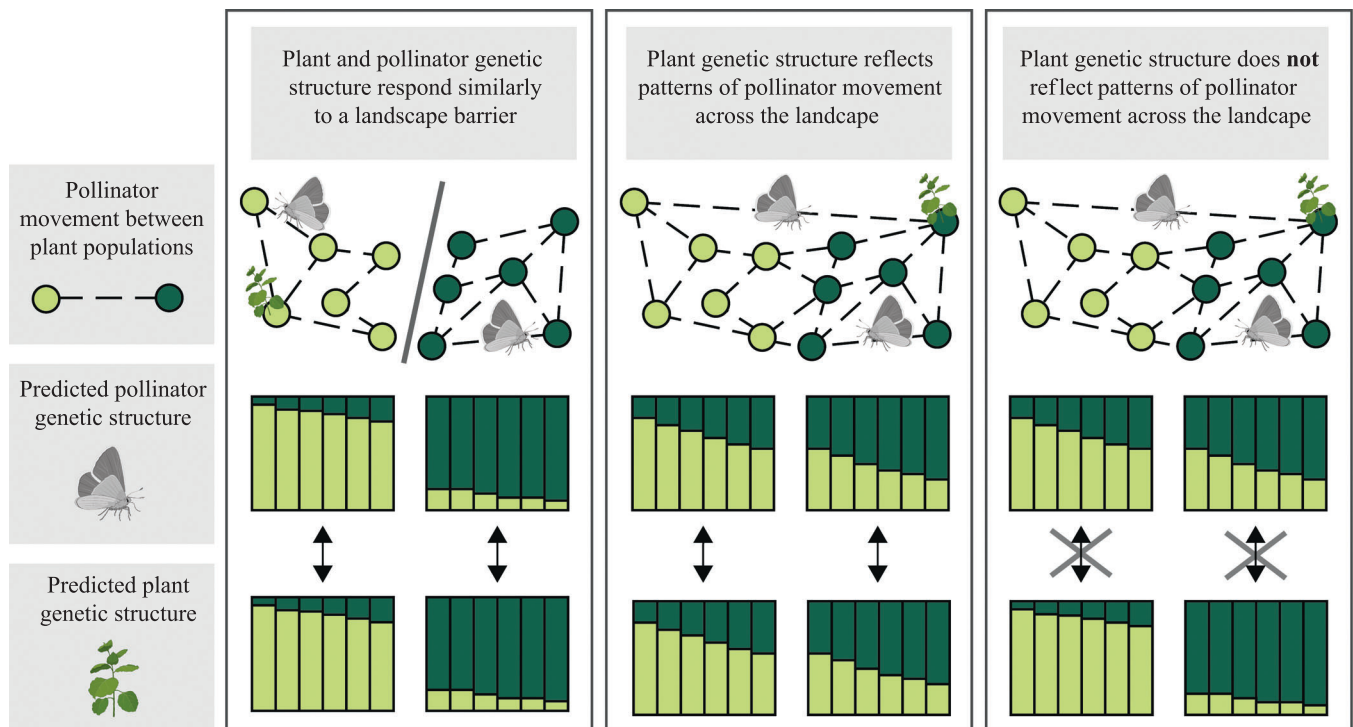 Plant and pollinator genetic
structure respond similarly
to a landscape barrier
Plant genetic structure reflects
patterns of pollinator movement
across the landcape
Plant genetic structure does not
reflect patterns of pollinator
movement across the landcape
Pollinator
movement between
plant populations
Predicted pollinator
genetic structure
Predicted plant
genetic structure